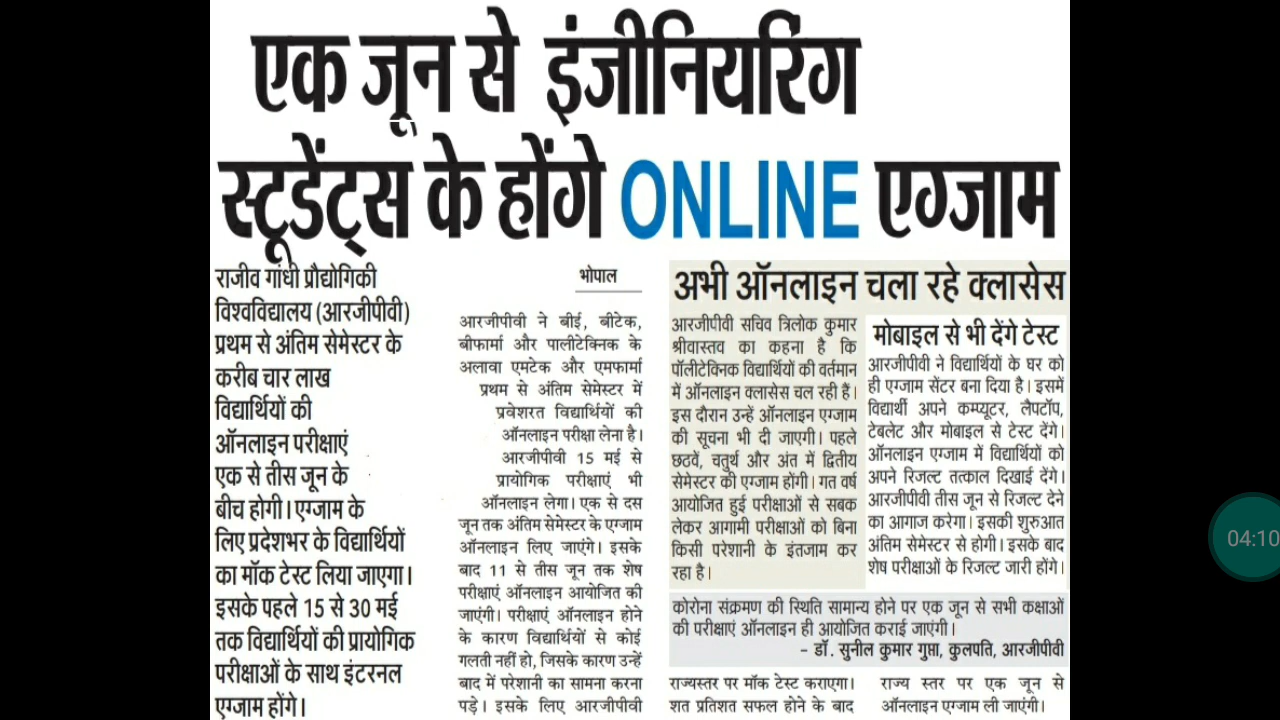 एक जून से इंजीनियरिंग
स्टूडेंट्स के होंगे ONLINE एग्जाम
राजीव गांधी प्रौद्योगिकी
विश्वविद्यालय (आरजीपीवी)
प्रथम से अंतिम सेमेस्टर के
करीब चार लाख
विद्यार्थियों की
ऑनलाइन परीक्षाएं
एक से तीस जून के
बीच होगी। एग्जाम के
लिए प्रदेशभर के विद्यार्थियों
का मॉक टेस्ट लिया जाएगा।
इसके पहले 15 से 30 मई
तक विद्यार्थियों की प्रायोगिक
परीक्षाओं के साथ इंटरनल
एग्जाम होंगे।
भोपाल
आरजीपीवी ने बीई, बीटेक,
बीफार्मा और पालीटेक्निक के
अलावा एमटेक और एमफार्मा
प्रथम से अंतिम सेमेस्टर में
प्रवेशरत विद्यार्थियों की
ऑनलाइन परीक्षा लेना है।
आरजीपीवी 15 मई से
प्रायोगिक परीक्षाएं भी
ऑनलाइन लेगा। एक से दस
जून तक अंतिम सेमेस्टर के एग्जाम
ऑनलाइन लिए जाएंगे। इसके
बाद 11 से तीस जून तक शेष
परीक्षाएं ऑनलाइन आयोजित की
जाएंगी। परीक्षाएं ऑनलाइन होने
के कारण विद्यार्थियों से कोई
गलती नहीं हो, जिसके कारण उन्हें
बाद में परेशानी का सामना करना
पड़े। इसके लिए आरजीपीवी
अभी ऑनलाइन चला रहे क्लासेस
आरजीपीवी सचिव त्रिलोक कुमार
श्रीवास्तव का कहना है कि
पॉलीटेक्निक विद्यार्थियों की वर्तमान
में ऑनलाइन क्लासेस चल रही हैं।
इस दौरान उन्हें ऑनलाइन एग्जाम
की सूचना भी दी जाएगी। पहले
छठवें, चतुर्थ और अंत में द्वितीय
सेमेस्टर की एग्जाम होंगी। गत वर्ष
आयोजित हुई परीक्षाओं से सबक
लेकर आगामी परीक्षाओं को बिना
किसी परेशानी के इंतजाम कर
रहा है।
मोबाइल से भी देंगे टेस्ट
आरजीपीवी ने विद्यार्थियों के घर को
ही एग्जाम सेंटर बना दिया है। इसमें
विद्यार्थी अपने कम्प्यूटर, लैपटॉप,
टेबलेट और मोबाइल से टेस्ट देंगे।
ऑनलाइन एग्जाम में विद्यार्थियों को
अपने रिजल्ट तत्काल दिखाई देंगे।
आरजीपीवी तीस जून से रिजल्ट देने
का आगाज करेगा। इसकी शुरुआत
अंतिम सेमेस्टर से होगी। इसके बाद
शेष परीक्षाओं के रिजल्ट जारी होंगे।
कोरोना संक्रमण की स्थिति सामान्य होने पर एक जून से सभी कक्षाओं
की परीक्षाएं ऑनलाइन ही आयोजित कराई जाएंगी।
– डॉ. सुनील कुमार गुप्ता, कुलपति, आरजीपीवी
राज्यस्तर पर मॉक टेस्ट कराएगा।
शत प्रतिशत सफल होने के बाद
राज्य स्तर पर एक जून से
ऑनलाइन एग्जाम ली जाएंगी।
04:10